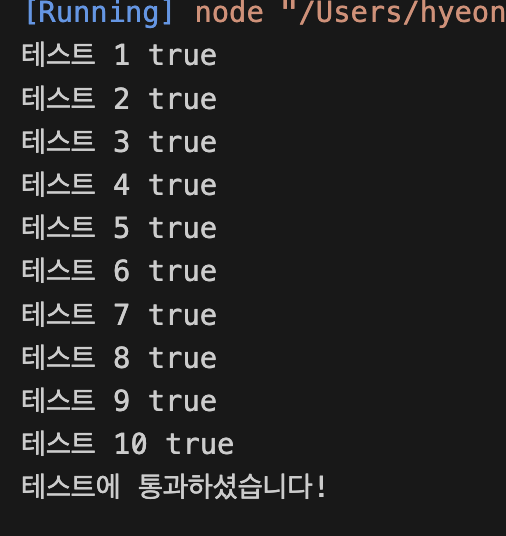 [Running] node "/Users/hyeon
테스트 1 true
테스트 2 true
테스트 3 true
테스트 4 true
테스트 5 true
테스트 6 true
테스트 7 true
테스트 8 true
테스트 9 true
테스트 10 true
테스트에 통과하셨습니다!